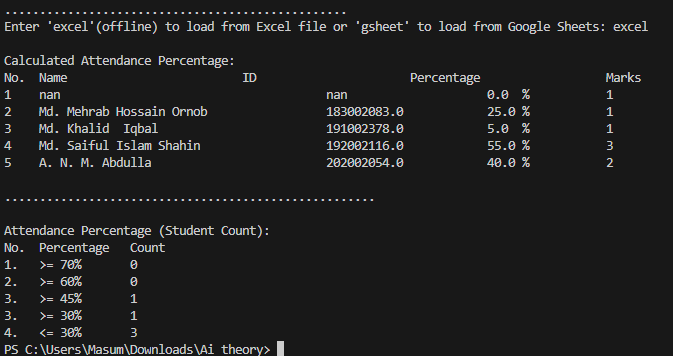 .................................................
Enter 'excel'(offline) to load from Excel file or 'gsheet' to load from Google Sheets: excel
Calculated Attendance Percentage:
No. Name ID Percentage Marks
1 nan nan 0.0 % 1
2 Md. Mehrab Hossain Ornob 183002083.0 25.0 % 1
3 Md. Khalid Iqbal 191002378.0 5.0 % 1
4 Md. Saiful Islam Shahin 192002116.0 55.0 % 3
5 A. N. M. Abdulla 202002054.0 40.0 % 2
.....................................................
Attendance Percentage (Student Count):
No. Percentage Count
1. >= 70% 0
2. >= 60% 0
3. >= 45% 1
3. >= 30% 1
4. <= 30% 3
PS C:\Users\Masum\Downloads\Ai theory>